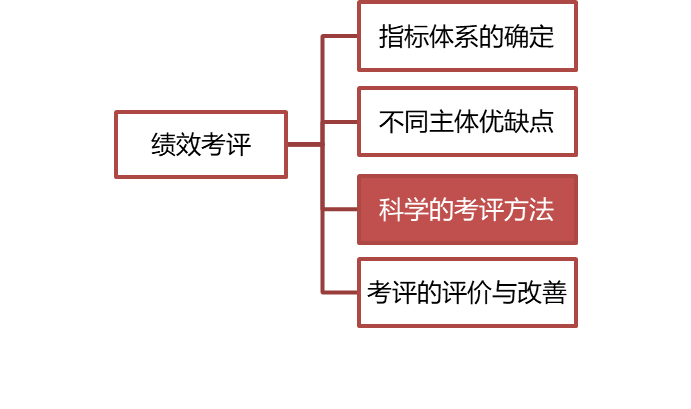 指标体系的确定
不同主体优缺点
绩效考评
科学的考评方法
考评的评价与改善